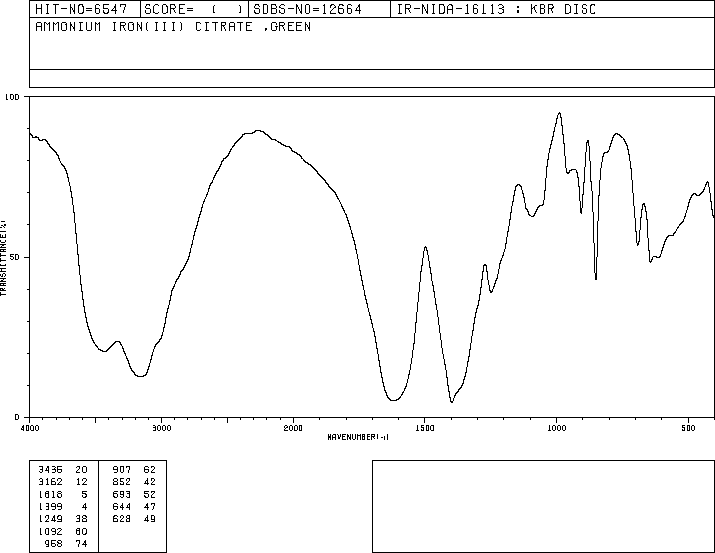 HIT-NO=6547 SCORE= ( ) SDBS-NO=12664 IR-NIDA-16113 : KBR DISC
AMMONIUM IRON(III) CITRATE ,GREEN
100
50
0
TRANSMITTANCE(%)
4000 3000 2000 1500 1000 500
WAVENUMBER(-1)
3436 20 907 62
3162 12 852 42
1618 5 693 52
1399 4 644 47
1249 38 628 49
1092 60
968 74